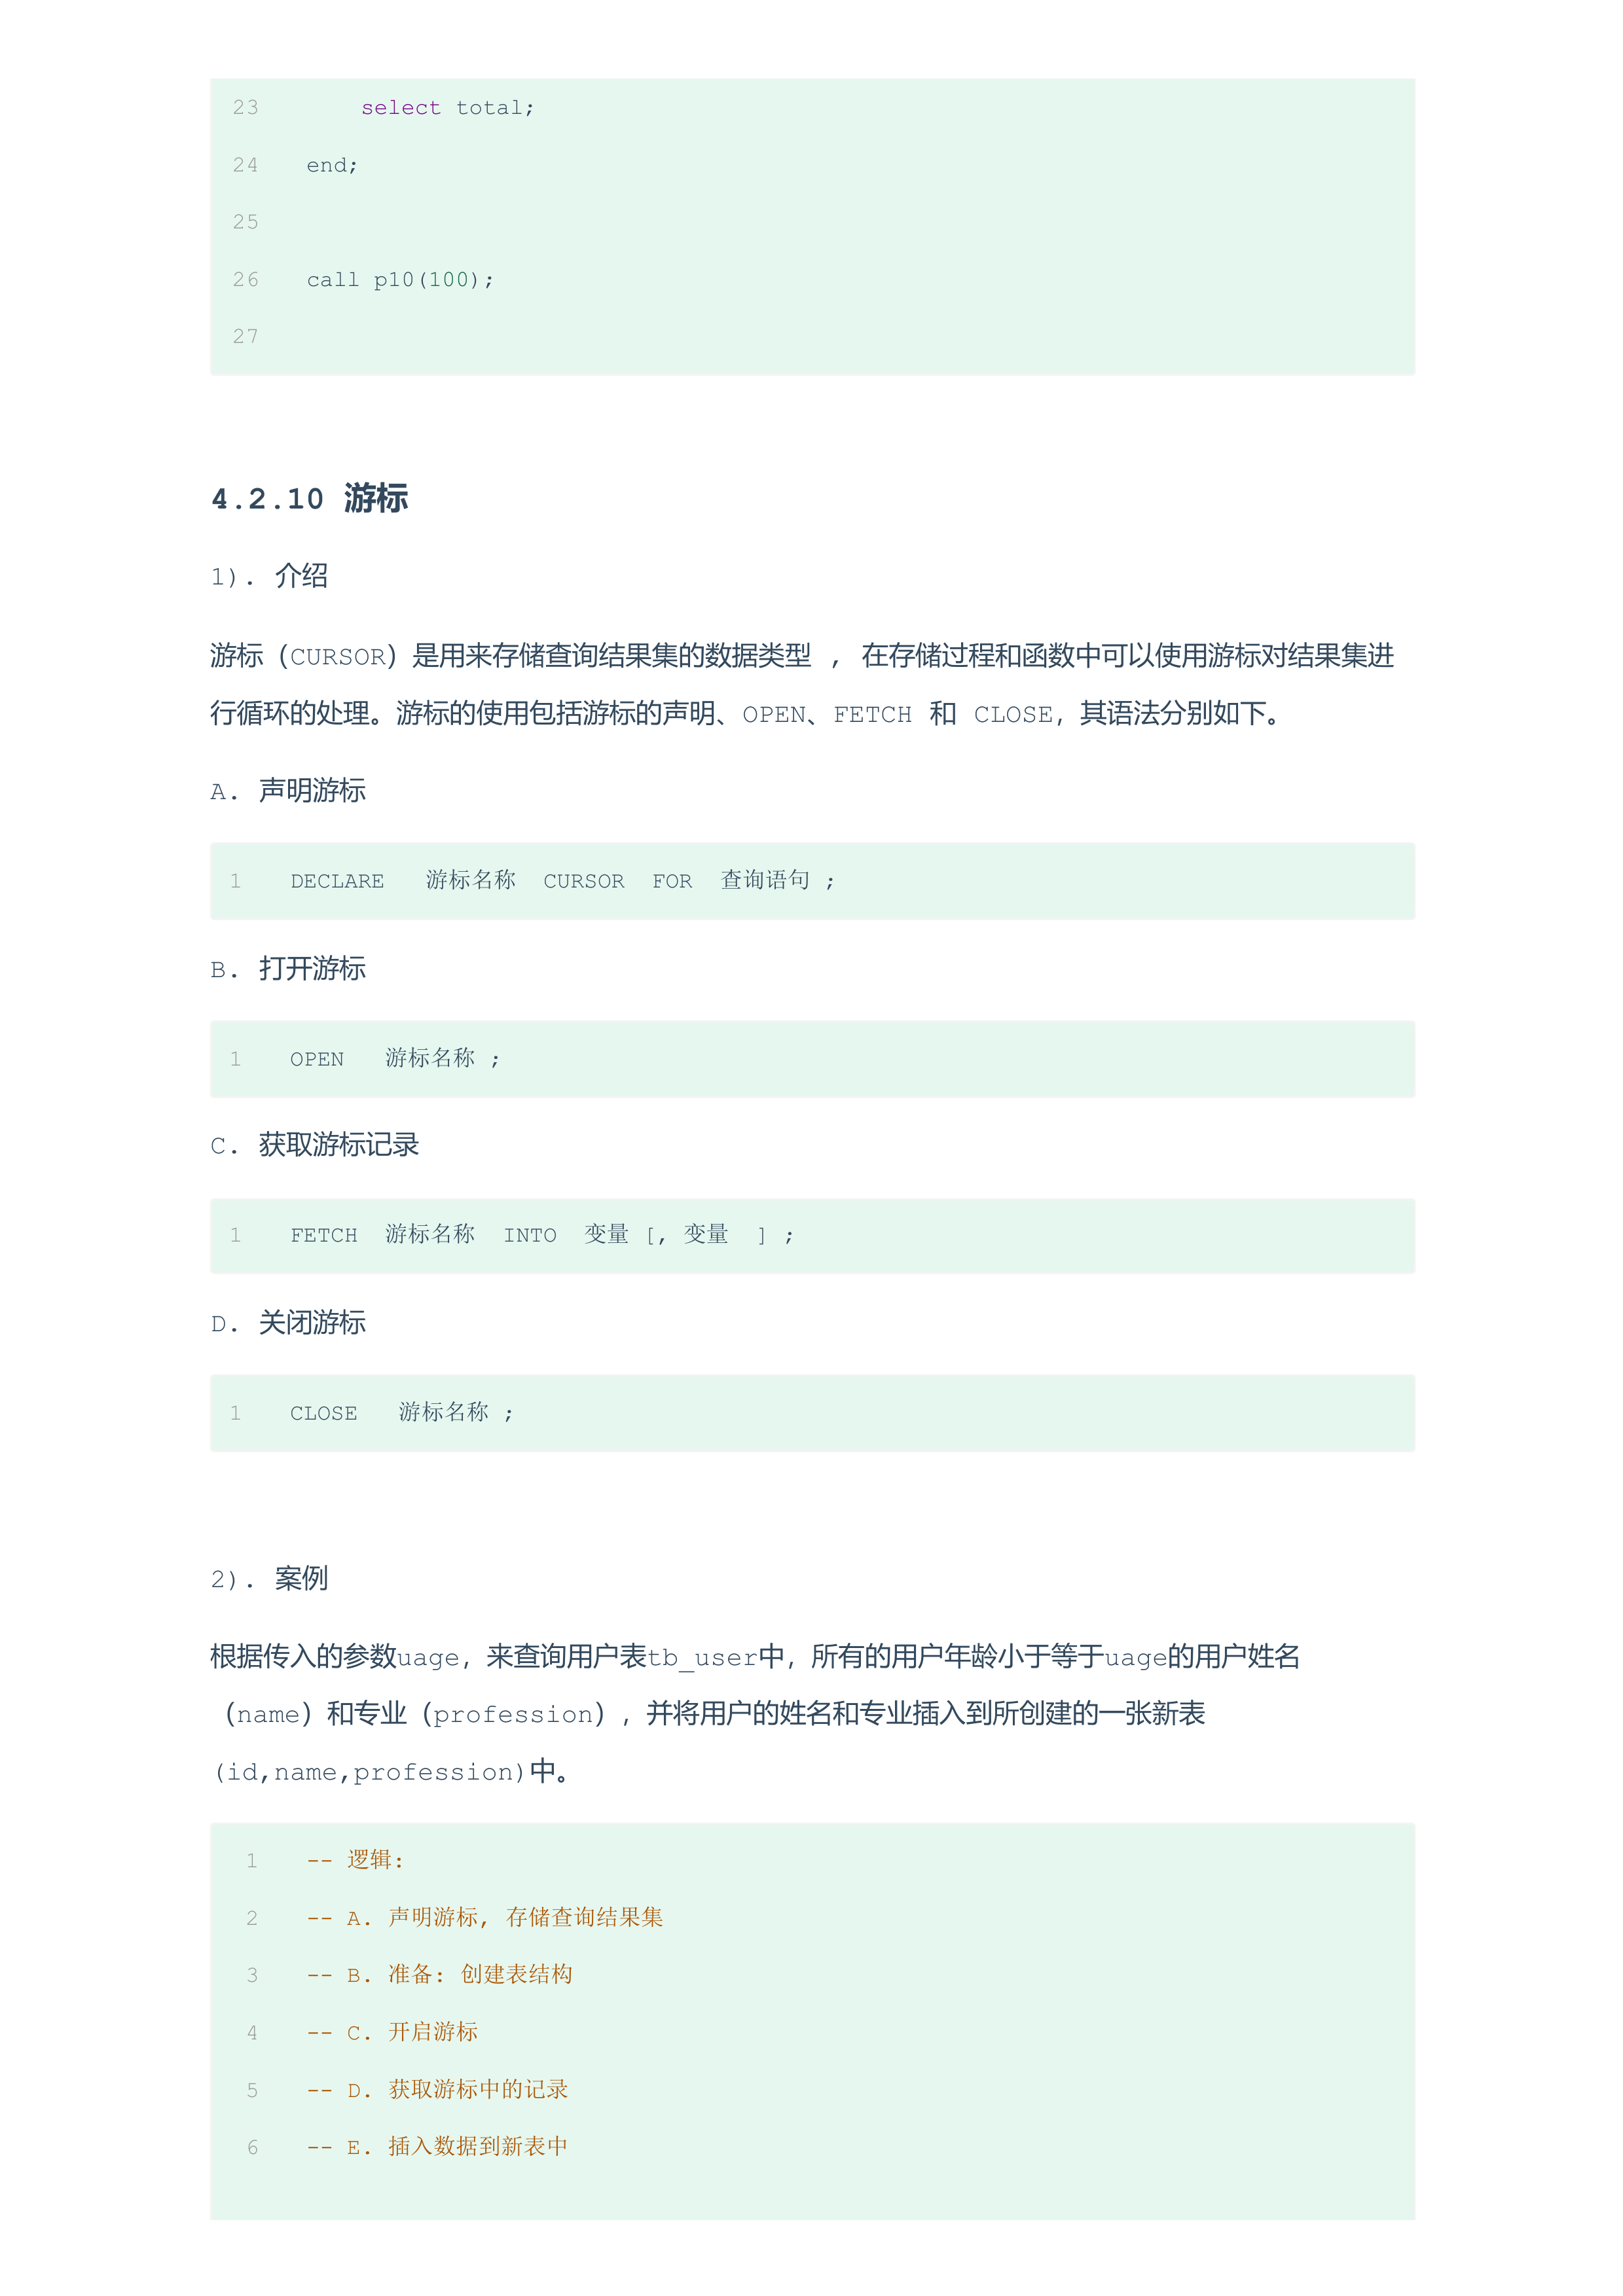 23 select total;
24 end;
25
26 call p10(100);
27
4.2.10 游标
1). 介绍
游标（CURSOR）是用来存储查询结果集的数据类型 , 在存储过程和函数中可以使用游标对结果集进
行循环的处理。游标的使用包括游标的声明、OPEN、FETCH 和 CLOSE，其语法分别如下。
A. 声明游标
1 DECLARE 游标名称 CURSOR FOR 查询语句 ;
B. 打开游标
1 OPEN 游标名称 ;
C. 获取游标记录
1 FETCH 游标名称 INTO 变量 [, 变量 ] ;
D. 关闭游标
1 CLOSE 游标名称 ;
2). 案例
根据传入的参数uage，来查询用户表tb_user中，所有的用户年龄小于等于uage的用户姓名
（name）和专业（profession），并将用户的姓名和专业插入到所创建的一张新表
(id,name,profession)中。
1 -- 逻辑:
2 -- A. 声明游标, 存储查询结果集
3 -- B. 准备: 创建表结构
4 -- C. 开启游标
5 -- D. 获取游标中的记录
6 -- E. 插入数据到新表中